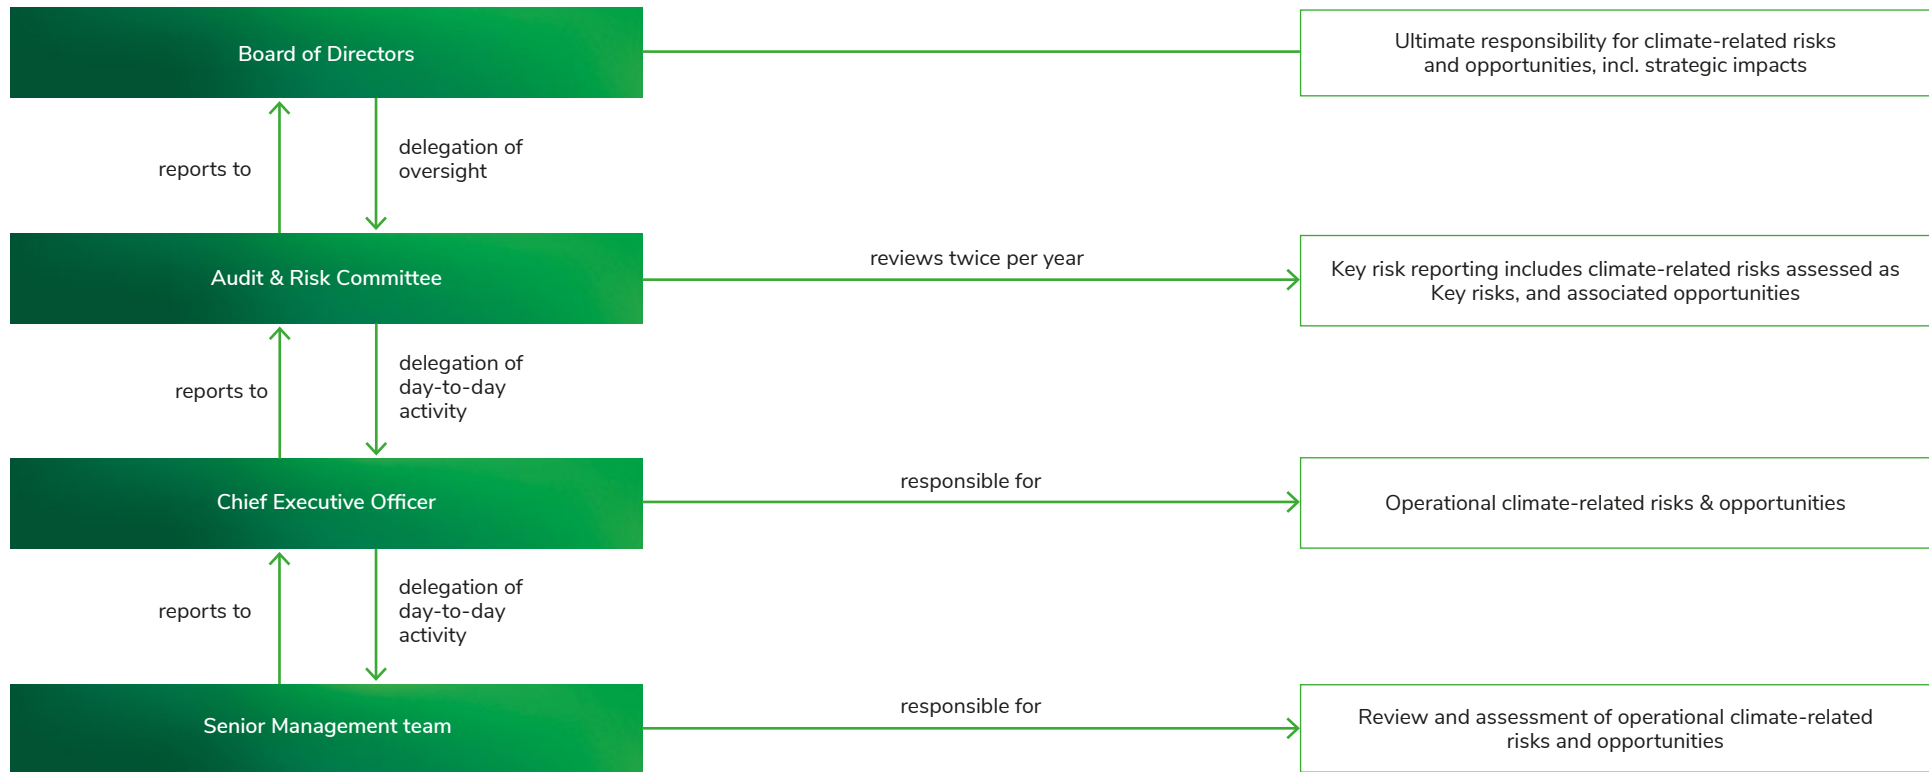 Board of Directors
Ultimate responsibility for climate-related risks
and opportunities, incl. strategic impacts
reports to
delegation of
oversight
Audit & Risk Committee
reviews twice per year
Key risk reporting includes climate-related risks assessed as
Key risks, and associated opportunities
reports to
delegation of
day-to-day
activity
Chief Executive Officer
responsible for
Operational climate-related risks & opportunities
reports to
delegation of
day-to-day
activity
Senior Management team
responsible for
Review and assessment of operational climate-related
risks and opportunities